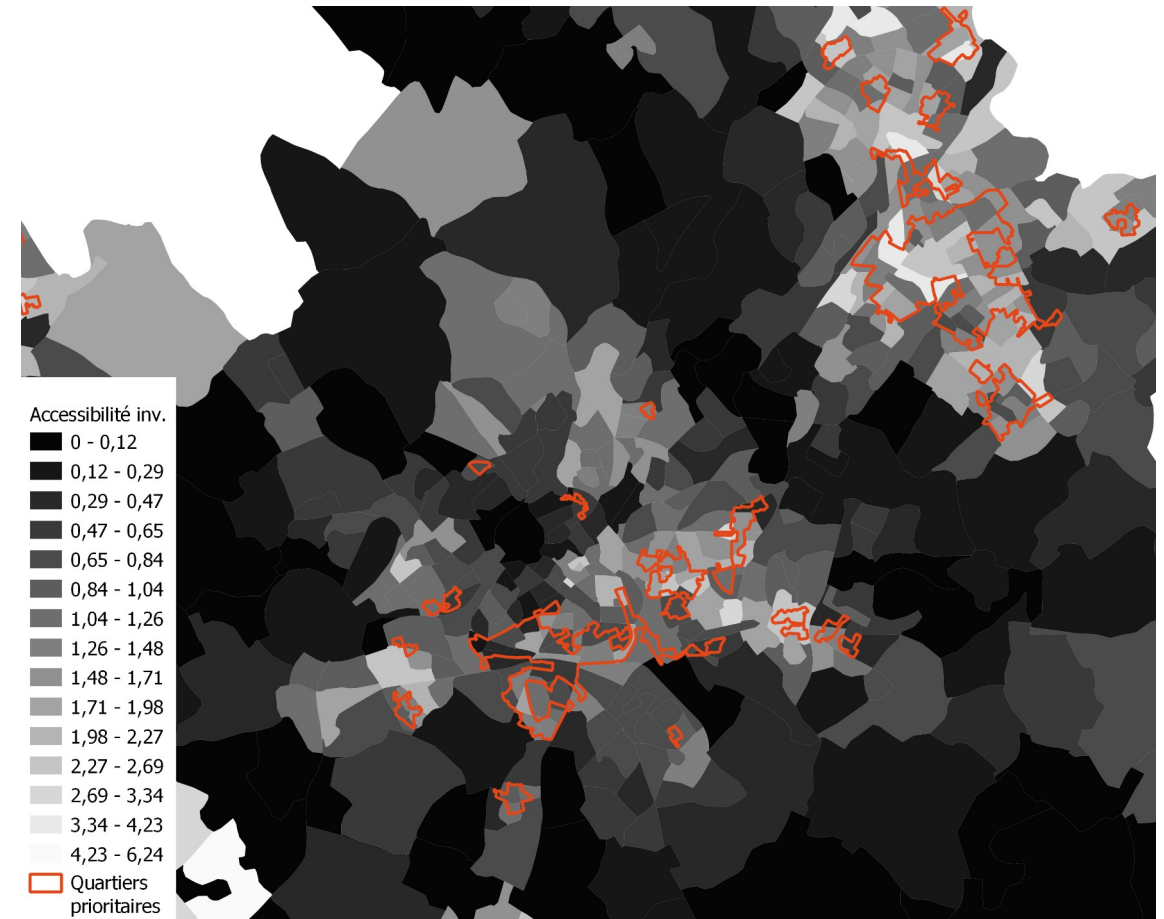 Accessibilité inv.
0 - 0,12
0,12 - 0,29
0,29 - 0,47
0,47 - 0,65
0,65 - 0,84
0,84 - 1,04
1,04 - 1,26
1,26 - 1,48
1,48 - 1,71
1,71 - 1,98
1,98 - 2,27
2,27 - 2,69
2,69 - 3,34
3,34 - 4,23
4,23 - 6,24
Quartiers
prioritaires